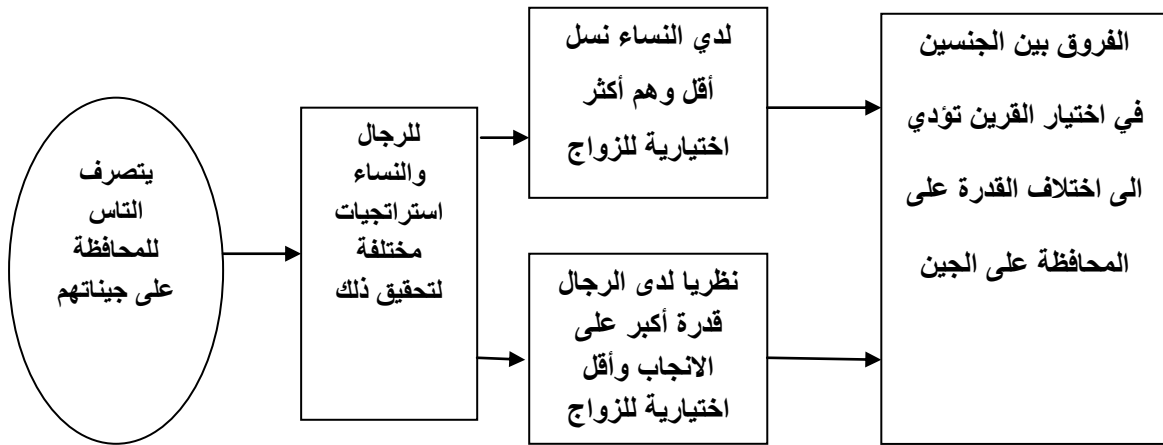 يتصرف
التاس
للمحافظة
على جيناتهم
للرجال
والنساء
استراتجيات
مختلفة
لتحقيق ذلك
لدي النساء نسل
أقل وهم أكثر
اختيارية للزواج
نظريا لدى الرجال
قدرة أكبر على
الانجاب وأقل
اختيارية للزواج
الفروق بين الجنسين
في اختيار القرين تؤدي
الى اختلاف القدرة على
المحافظة على الجين